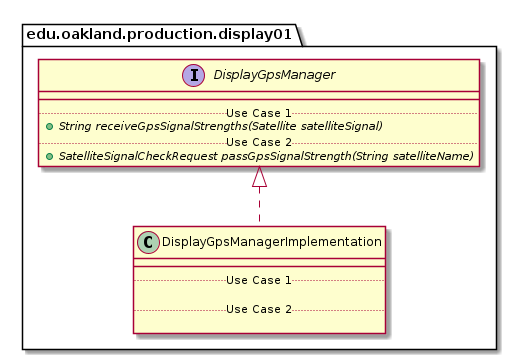 edu.oakland.production.display01
I DisplayGpsManager
Use Case 1
String receiveGpsSignalStrengths(Satellite satelliteSignal)
Use Case 2
SatelliteSignalCheckRequest passGpsSignalStrength(String satelliteName)
C DisplayGpsManagerImplementation
Use Case 1
Use Case 2